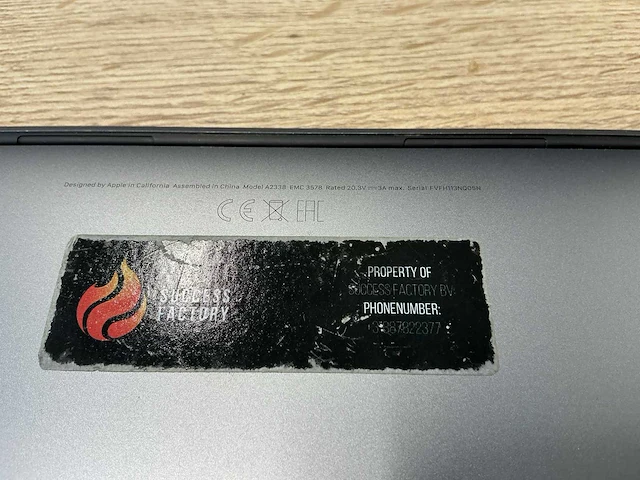 Designed by Apple in California Assembled in China Model A2338 EMC 3578 Rated 20.3V 3A max. Serial
CE EAC
SUCCESS
FACTORY
PROPERTY OF
SUCCESS FACTORY BV
PHONENUMBER: